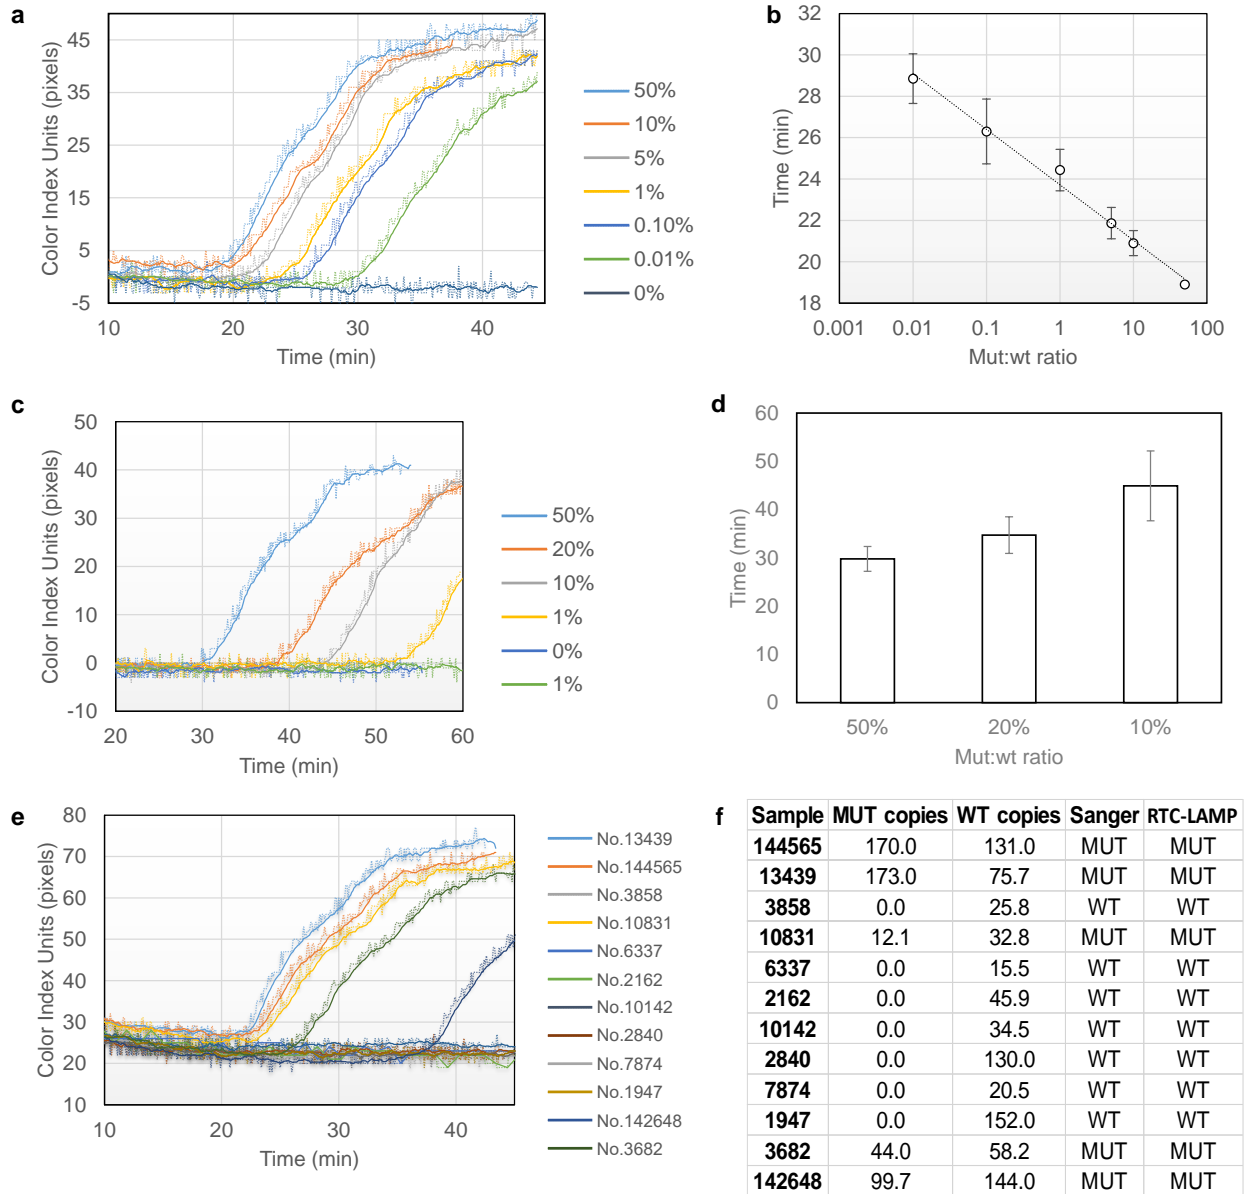 a
Color Index Units (pixels)
45
35
25
15
5
-5
10 20 30 40
Time (min)
50%
10%
5%
1%
0.10%
0.01%
0%
b
Time (min)
32
30
28
26
24
22
20
18
0.001 0.01 0.1 1 10 100
Mut:wt ratio
c
Color Index Units (pixels)
50
40
30
20
10
0
-10
20 30 40 50 60
Time (min)
50%
20%
10%
1%
0%
1%
d
Time (min)
60
50
40
30
20
10
0
50% 20% 10%
Mut:wt ratio
e
Color Index Units (pixels)
80
70
60
50
40
30
20
10
10 20 30 40
Time (min)
No.13439
No.144565
No.3858
No.10831
No.6337
No.2162
No.10142
No.2840
No.7874
No.1947
No.142648
No.3682
f
Sample MUT copies WT copies Sanger RTC-LAMP
144565 170.0 131.0 MUT MUT
13439 173.0 75.7 MUT MUT
3858 0.0 25.8 WT WT
10831 12.1 32.8 MUT MUT
6337 0.0 15.5 WT WT
2162 0.0 45.9 WT WT
10142 0.0 34.5 WT WT
2840 0.0 130.0 WT WT
7874 0.0 20.5 WT WT
1947 0.0 152.0 WT WT
3682 44.0 58.2 MUT MUT
142648 99.7 144.0 MUT MUT